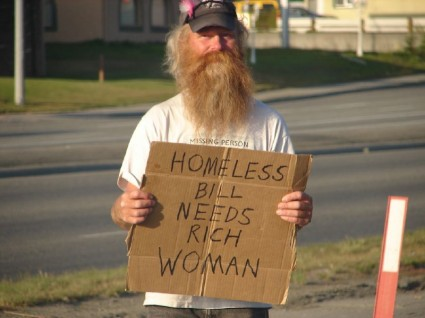 MISSING PERSON
HOMELESS
BILL
NEEDS
RICH
WOMAN